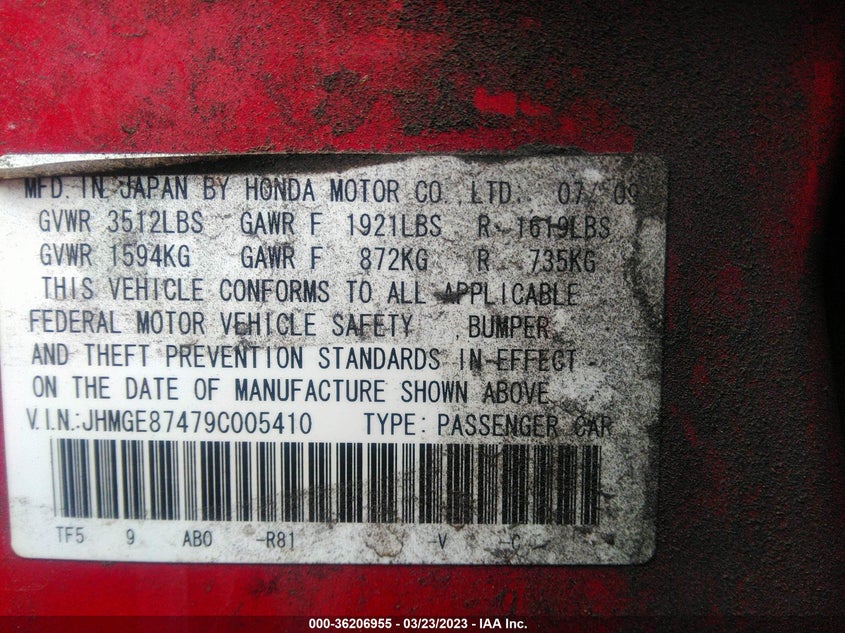 MFD. IN JAPAN BY HONDA MOTOR CO., LTD. 07/09
GVWR 3512LBS GAWR F 1921LBS R 1619LBS
GVWR 1594KG GAWR F 872KG R 735KG
THIS VEHICLE CONFORMS TO ALL APPLICABLE
FEDERAL MOTOR VEHICLE SAFETY , BUMPER,
AND THEFT PREVENTION STANDARDS IN EFFECT
ON THE DATE OF MANUFACTURE SHOWN ABOVE.
V.I.N.:JHMGE87479C005410 TYPE: PASSENGER CAR
TF5 9 ABO -R81 -V -C
000-36206955 - 03/23/2023 - IAA Inc.